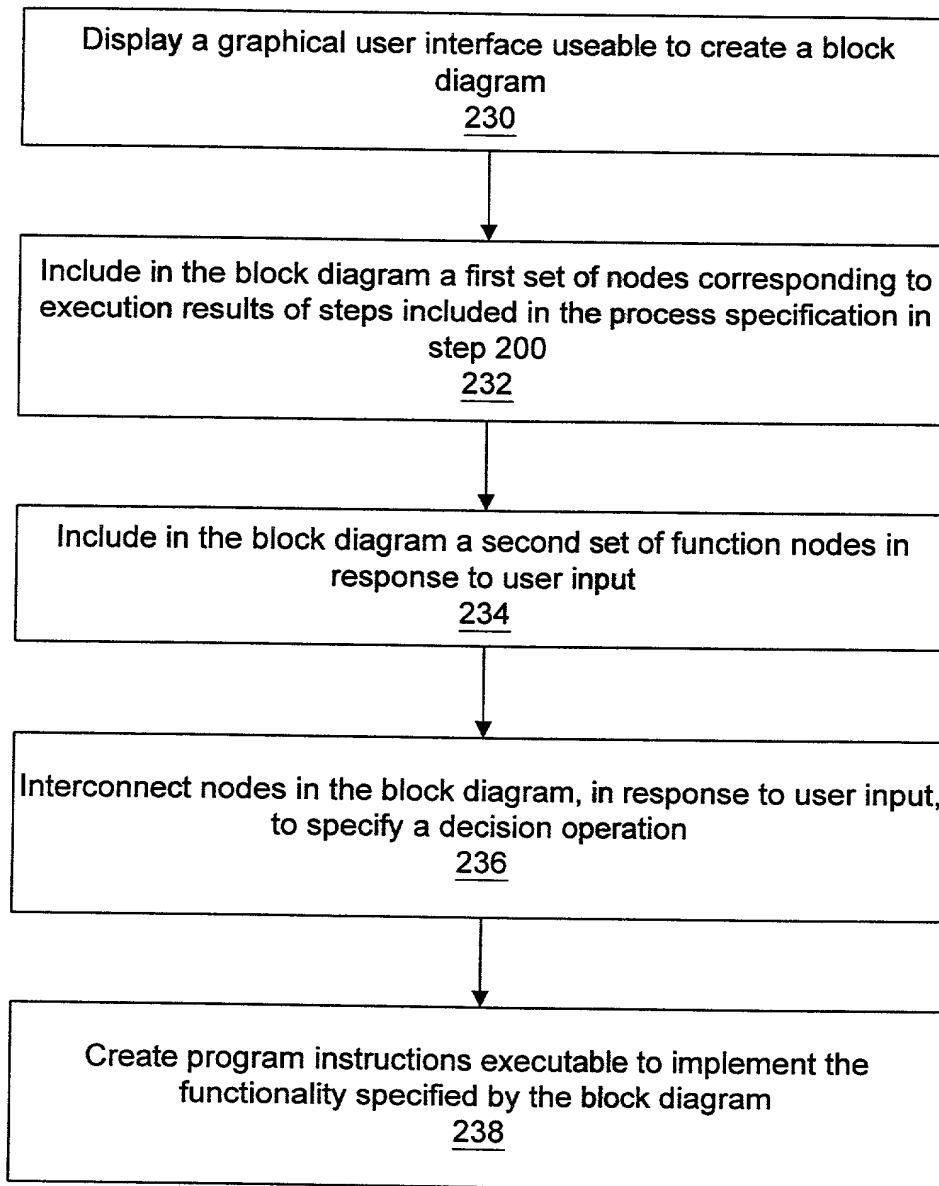 Display a graphical user interface useable to create a block
diagram
230
Include in the block diagram a first set of nodes corresponding to
execution results of steps included in the process specification in
step 200
232
Include in the block diagram a second set of function nodes in
response to user input
234
Interconnect nodes in the block diagram, in response to user input,
to specify a decision operation
236
Create program instructions executable to implement the
functionality specified by the block diagram
238